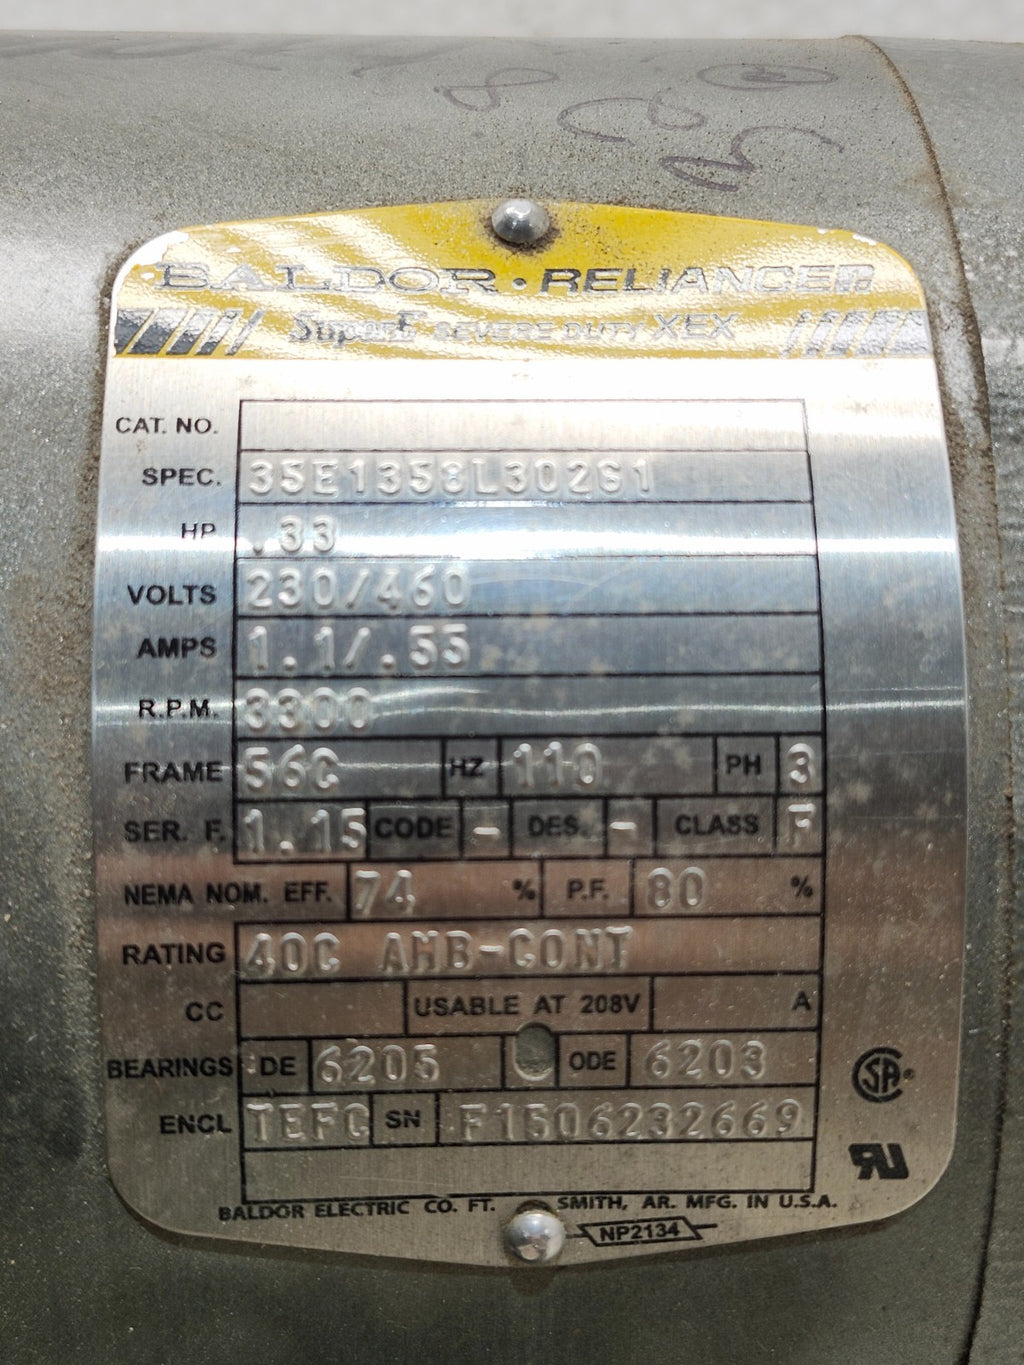 BALDOR • RELIANCER
SuperE SEVERE DUTY XEX
CAT. NO.
SPEC. 35E1358L302G1
HP .33
VOLTS 230/460
AMPS 1.1/.55
R.P.M. 3300
FRAME 56C HZ 110 PH 3
SER. F. 1.15 CODE - DES. - CLASS F
NEMA NOM. EFF. 74 % P.F. 80 %
RATING 40C AMB-CONT
CC USABLE AT 208V A
BEARINGS DE 6205 ODE 6203
ENCL TEFC SN F1506232669
BALDOR ELECTRIC CO. FT. SMITH, AR. MFG. IN U.S.A.
NP2134